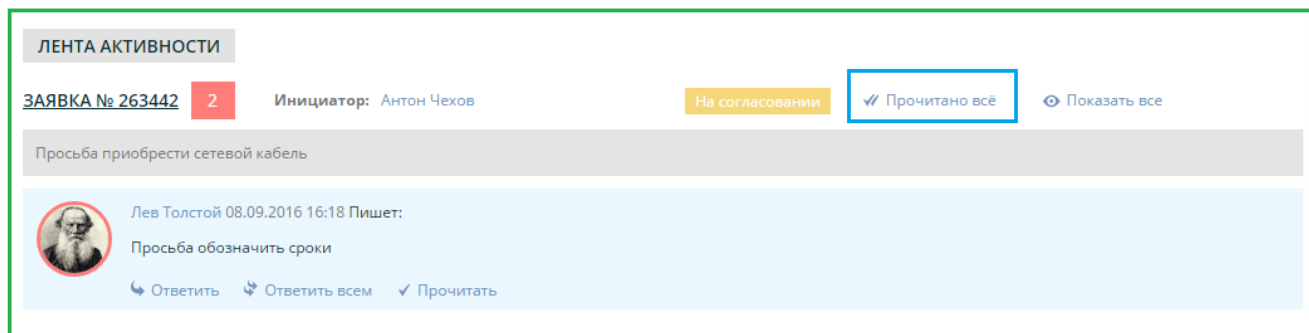 ЛЕНТА АКТИВНОСТИ
ЗАЯВКА № 263442 2 Инициатор: Антон Чехов На согласовании Прочитано всё Показать все
Просьба приобрести сетевой кабель
Лев Толстой 08.09.2016 16:18 Пишет:
Просьба обозначить сроки
Ответить Ответить всем Прочитать